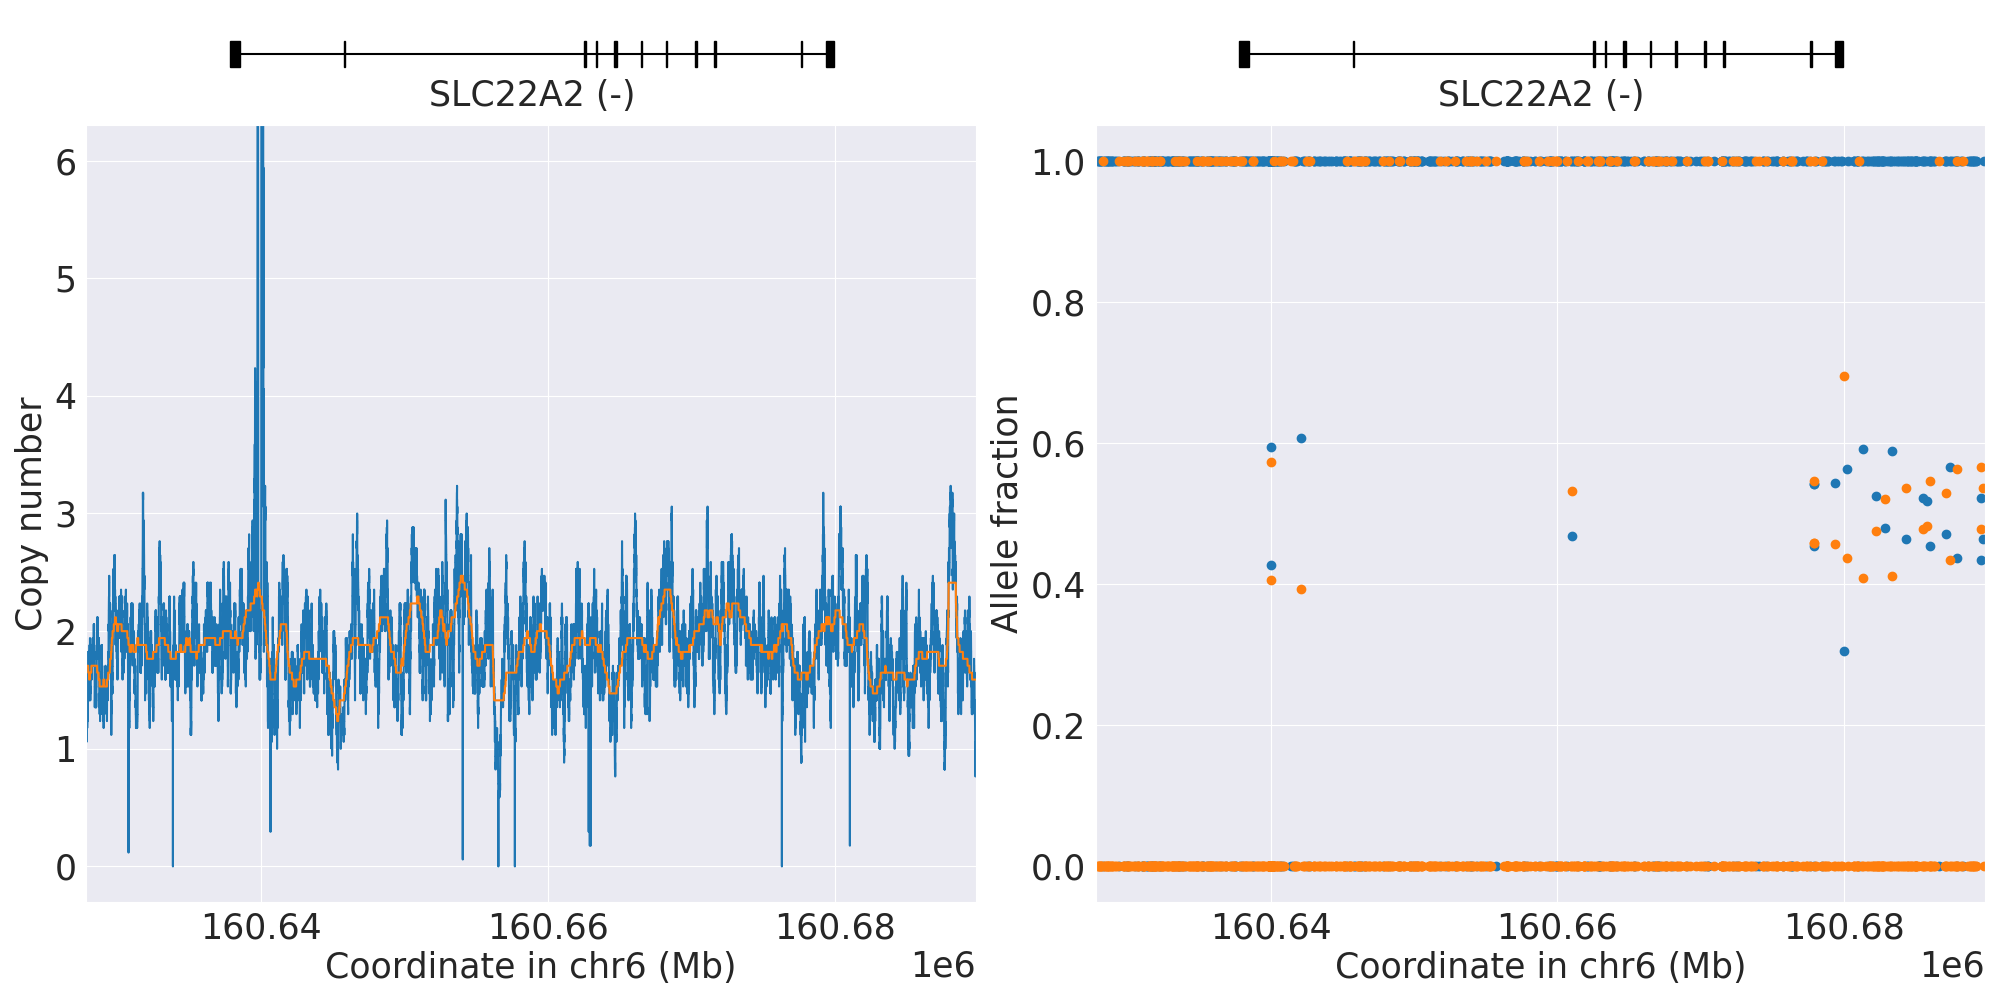 SLC22A2 (-)
6
5
4
3
2
1
0
Copy number
160.64 160.66 160.68
Coordinate in chr6 (Mb) 1e6
SLC22A2 (-)
1.0
0.8
0.6
0.4
0.2
0.0
Allele fraction
160.64 160.66 160.68
Coordinate in chr6 (Mb) 1e6